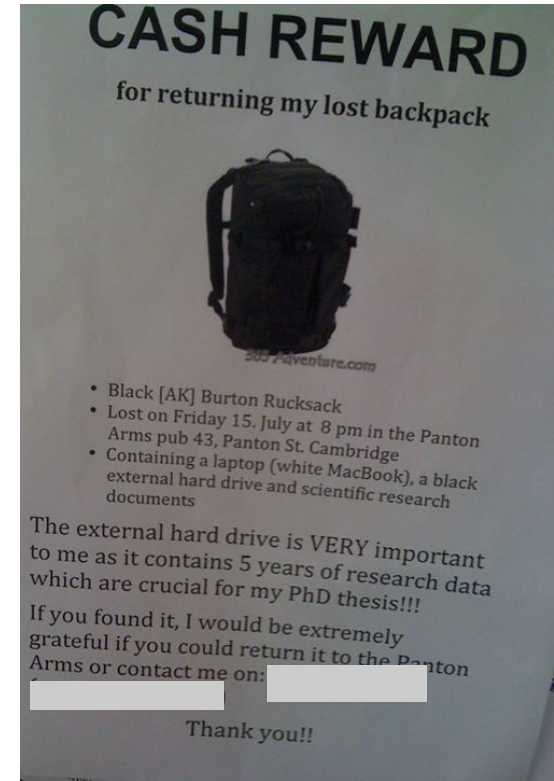 CASH REWARD
for returning my lost backpack
365 Adventure.com
• Black [AK] Burton Rucksack
• Lost on Friday 15. July at 8 pm in the Panton
Arms pub 43, Panton St. Cambridge
• Containing a laptop (white MacBook), a black
external hard drive and scientific research
documents
The external hard drive is VERY important
to me as it contains 5 years of research data
which are crucial for my PhD thesis!!!
If you found it, I would be extremely
grateful if you could return it to the Panton
Arms or contact me on:
Thank you!!